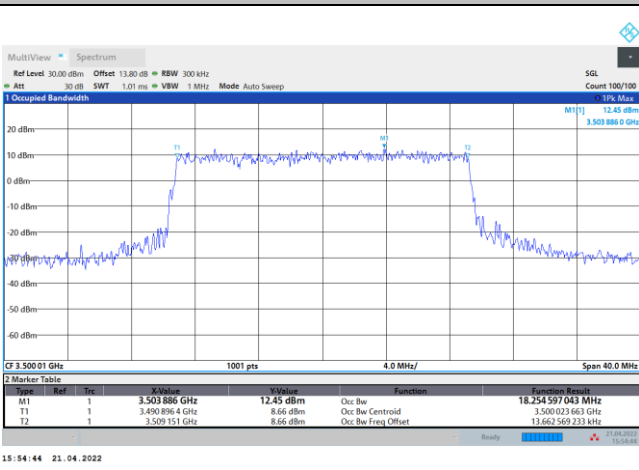 MultiView Spectrum
Ref Level 30.00 dBm Offset 13.80 dB RBW 300 kHz SGL
Att 30 dB SWT 1.01 ms VBW 1 MHz Mode Auto Sweep Count 100/100
1 Occupied Bandwidth 1Pk Max
M1[1] 12.45 dBm
3.503 886 0 GHz
20 dBm
M1
T1 T2
10 dBm
0 dBm
-10 dBm
-20 dBm
-30 dBm
-40 dBm
-50 dBm
-60 dBm
CF 3.500 01 GHz 1001 pts 4.0 MHz/ Span 40.0 MHz
2 Marker Table
Type Ref Trc X-Value Y-Value Function Function Result
M1 1 3.503 886 GHz 12.45 dBm Occ Bw 18.254 597 043 MHz
T1 1 3.490 896 4 GHz 8.66 dBm Occ Bw Centroid 3.500 023 663 GHz
T2 1 3.509 151 GHz 8.66 dBm Occ Bw Freq Offset 13.662 569 233 kHz
Ready 21.04.2022
15:54:44
15:54:44 21.04.2022